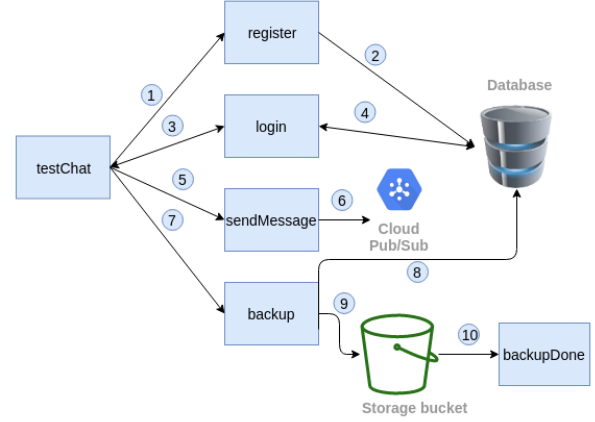 register
2
Database
1
3
login
4
testChat
5
sendMessage
6
Cloud
Pub/Sub
7
8
backup
9
10
backupDone
Storage bucket